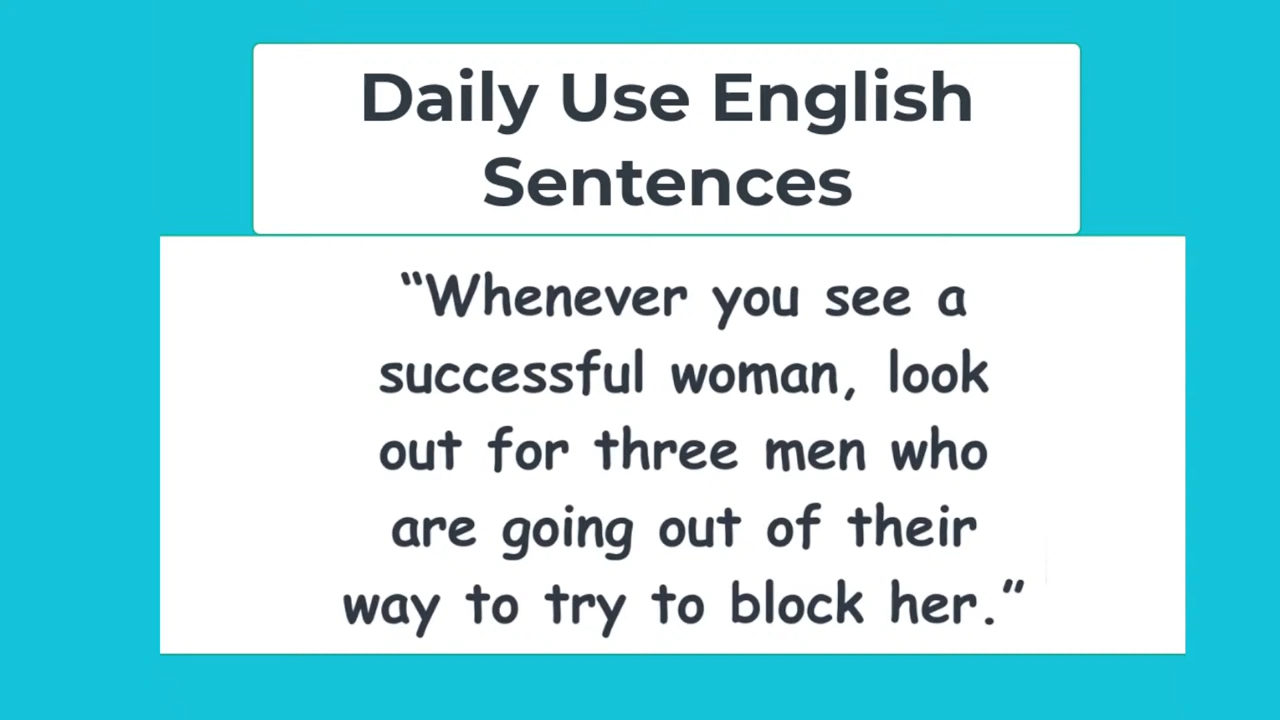 Daily Use English
Sentences
“Whenever you see a
successful woman, look
out for three men who
are going out of their
way to try to block her.”